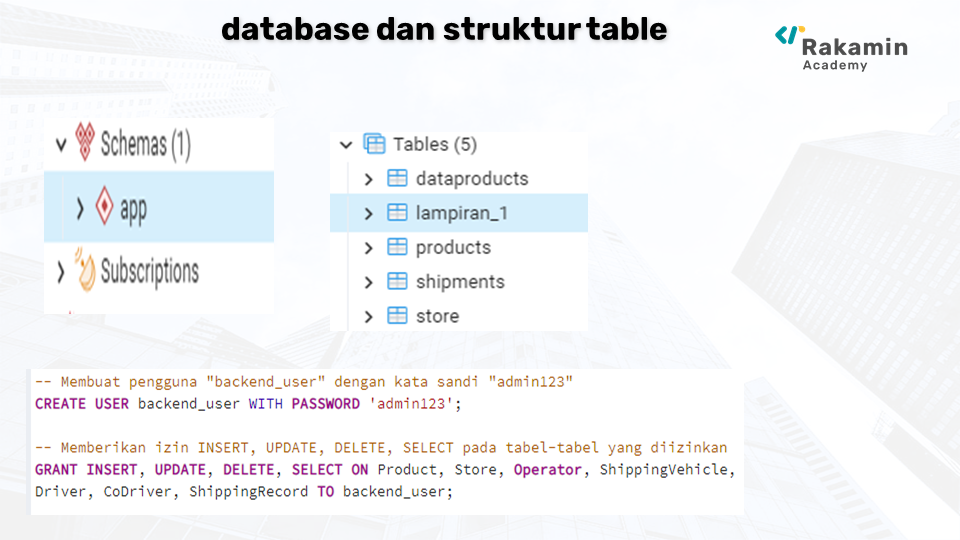 database dan struktur table
Rakamin
Academy
Schemas (1)
app
Subscriptions
Tables (5)
dataproducts
lampiran_1
products
shipments
store
-- Membuat pengguna "backend_user" dengan kata sandi "admin123"
CREATE USER backend_user WITH PASSWORD 'admin123';
-- Memberikan izin INSERT, UPDATE, DELETE, SELECT pada tabel-tabel yang diizinkan
GRANT INSERT, UPDATE, DELETE, SELECT ON Product, Store, Operator, ShippingVehicle,
Driver, CoDriver, ShippingRecord TO backend_user;